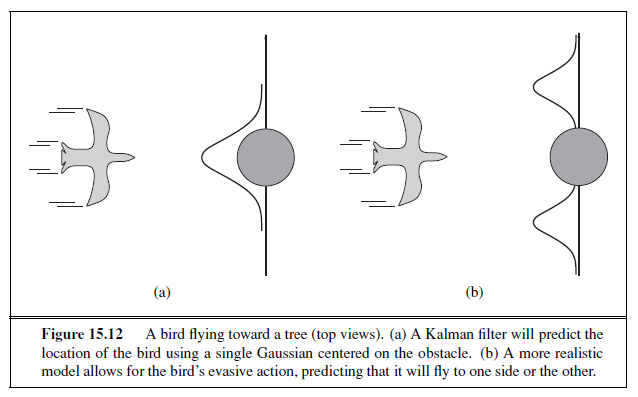 (a) (b)
Figure 15.12 A bird flying toward a tree (top views). (a) A Kalman filter will predict the
location of the bird using a single Gaussian centered on the obstacle. (b) A more realistic
model allows for the bird's evasive action, predicting that it will fly to one side or the other.